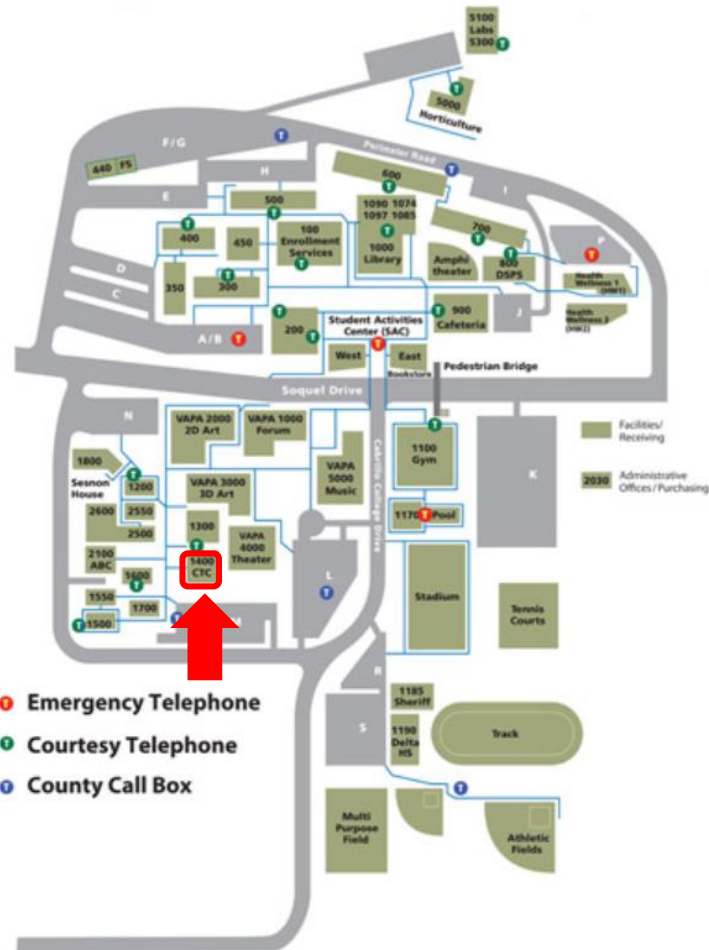 5100
Labs
5300
T
T
5000
Horticulture
F/G
T
Perimeter Road
T
640 FS
H
600
I
E
500
1090 1074
1097 1085
T
T
T
400
450
100
Enrollment
Services
T
T
1000
Library
700
T
P
T
Amphi
theater
800
DSPS
T
D
C
350
300
T
Health
Wellness 1
(HW1)
Health
Wellness 2
(HW2)
J
900
Cafeteria
T
A/B
T
200
T
T
Student Activities
Center (SAC)
T
West
East
Bookstore
Pedestrian Bridge
Soquel Drive
N
VAPA 2000
2D Art
VAPA 1000
Forum
T
1100
Gym
K
Facilities/
Receiving
2030
Administrative
Offices/Purchasing
1800
Sesnon
House
T
1200
VAPA 3000
3D Art
VAPA
5000
Music
Cabrillo College Drive
2600
2550
2500
1300
VAPA
4000
Theater
1170
T
Pool
2100
ABC
T
1400
CTC
L
T
1600
T
1550
1700
T
1500
T
M
Stadium
Tennis
Courts
R
1185
Sheriff
S
1190
Delta
HS
Track
T
Emergency Telephone
T
Courtesy Telephone
T
County Call Box
T
Multi
Purpose
Field
Athletic
Fields